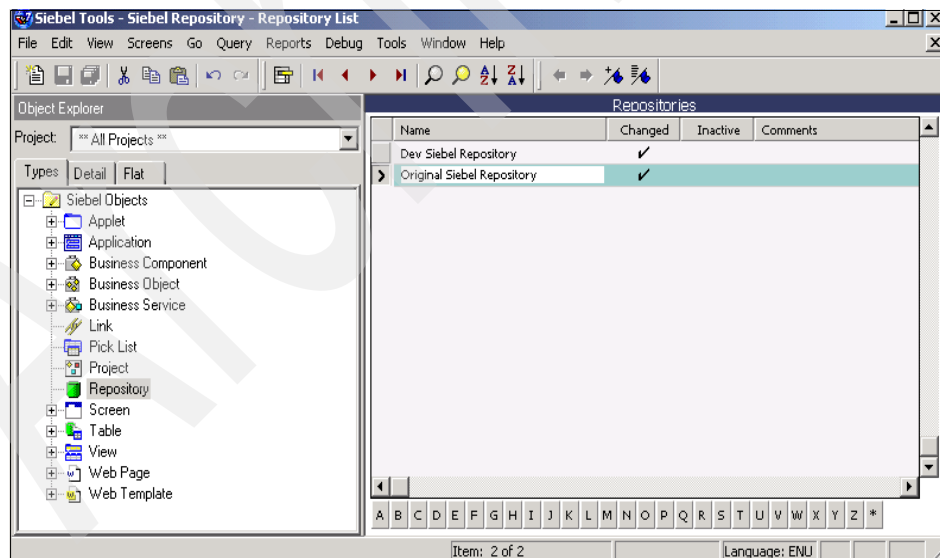 Siebel Tools - Siebel Repository - Repository List
File Edit View Screens Go Query Reports Debug Tools Window Help
Object Explorer
Repositories
Project: ** All Projects **
Types Detail Flat
Name Changed Inactive Comments
Dev Siebel Repository
Original Siebel Repository
Siebel Objects
Applet
Application
Business Component
Business Object
Business Service
Link
Pick List
Project
Repository
Screen
Table
View
Web Page
Web Template
A B C D E F G H I J K L M N O P Q R S T U V W X Y Z *
Item: 2 of 2 Language: ENU